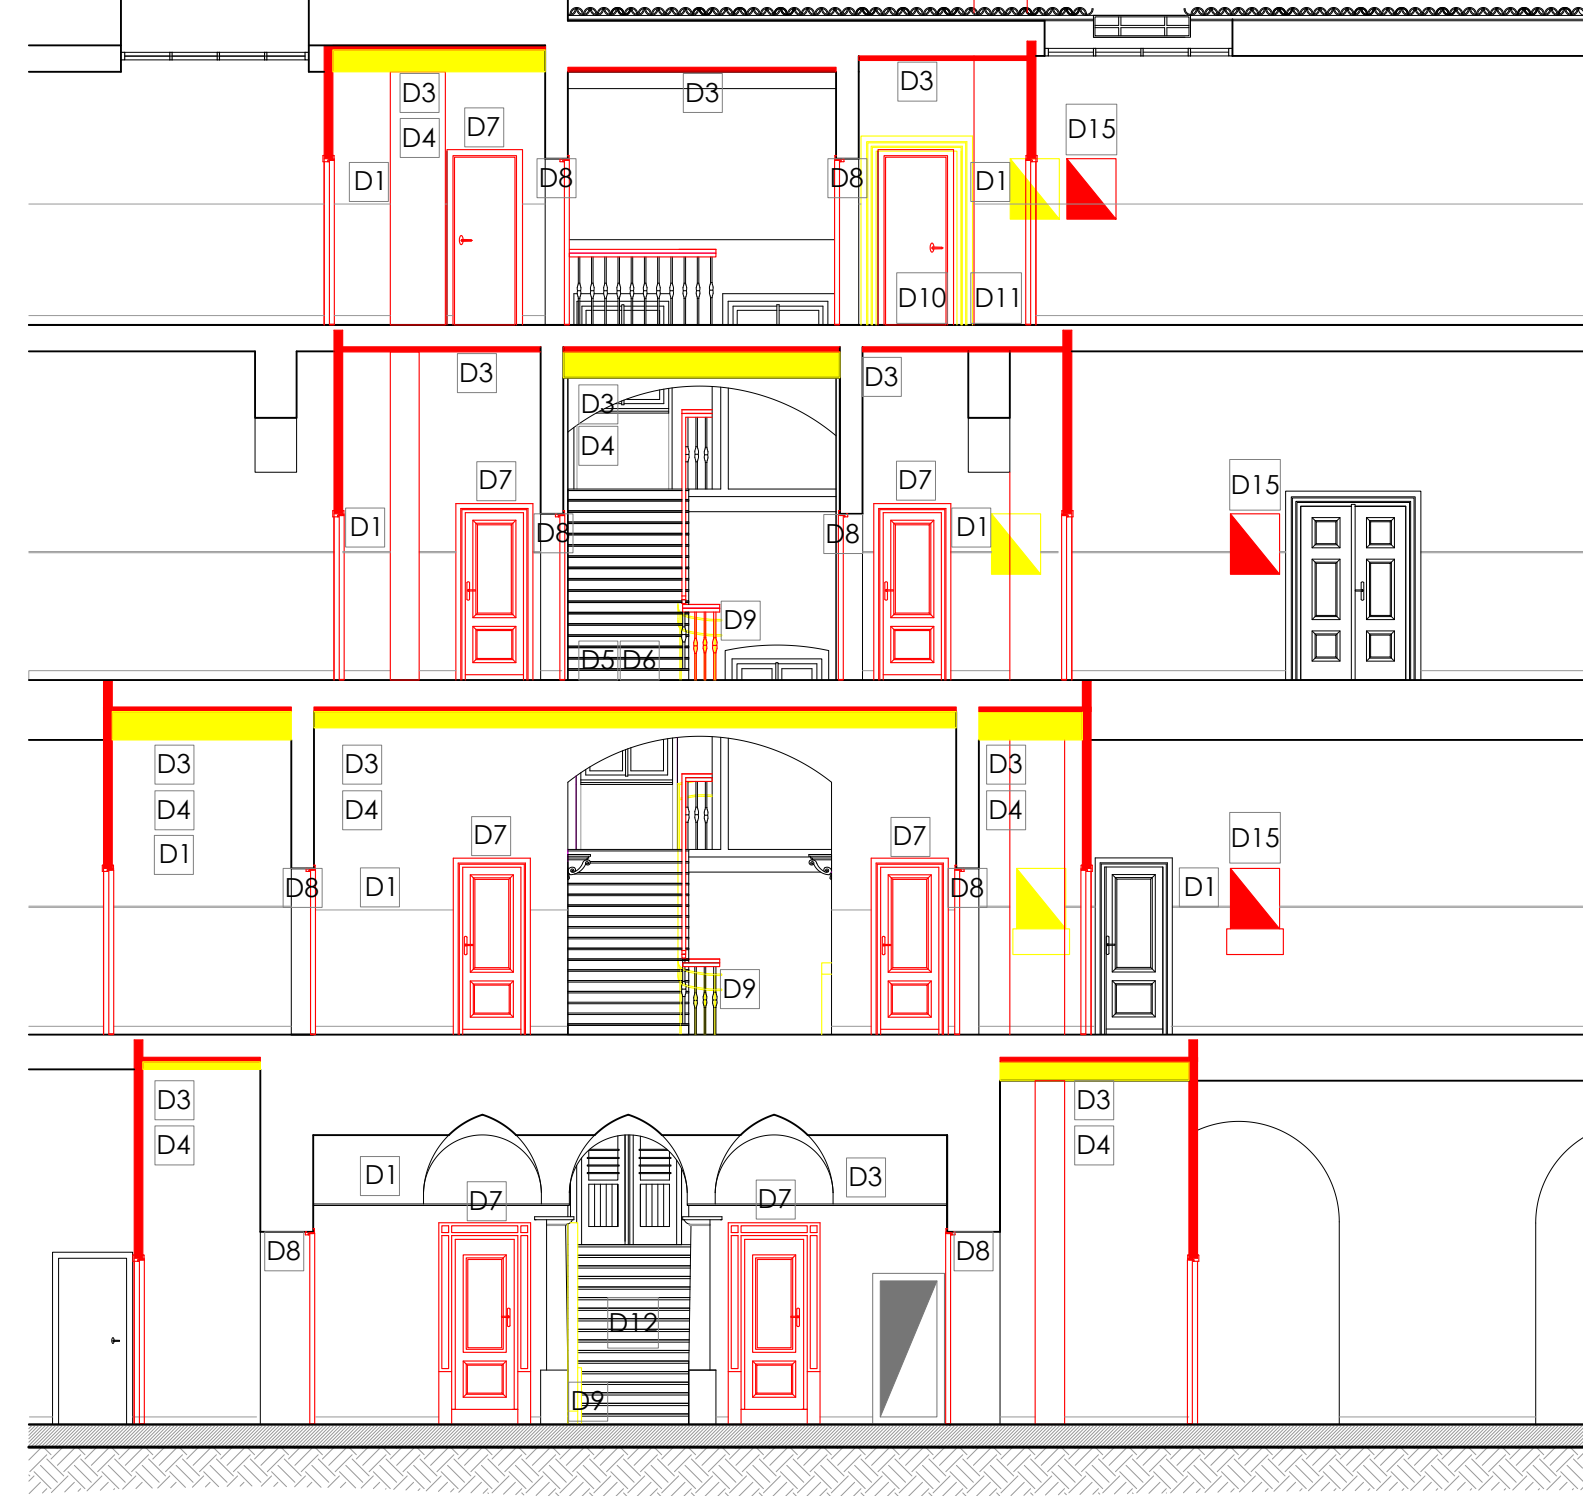 D3 D3 D3
D4 D7 D15
D1 D8 D8 D1
D10 D11
D3 D3
D3
D4
D7 D7 D15
D1 D8 D8 D1
D9
D5 D6
D3 D3 D3
D4 D4 D4
D1 D7 D7 D15
D8 D1 D8 D1
D9
D3 D3
D4 D4
D1 D3
D7 D7
D8 D8
D12
D9